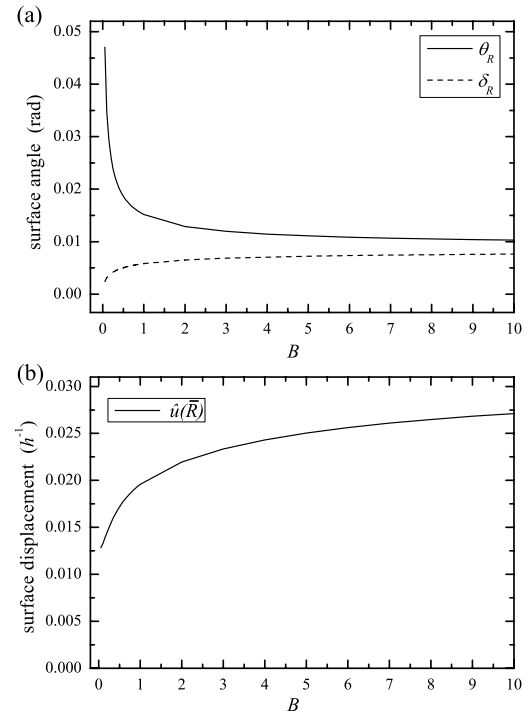 (a)
0.05
0.04
0.03
0.02
0.01
0.00
surface angle (rad)
θ_R
δ_R
0 1 2 3 4 5 6 7 8 9 10
B
(b)
0.030
0.025
0.020
0.015
0.010
0.005
0.000
surface displacement (h⁻¹)
û(R̄)
0 1 2 3 4 5 6 7 8 9 10
B